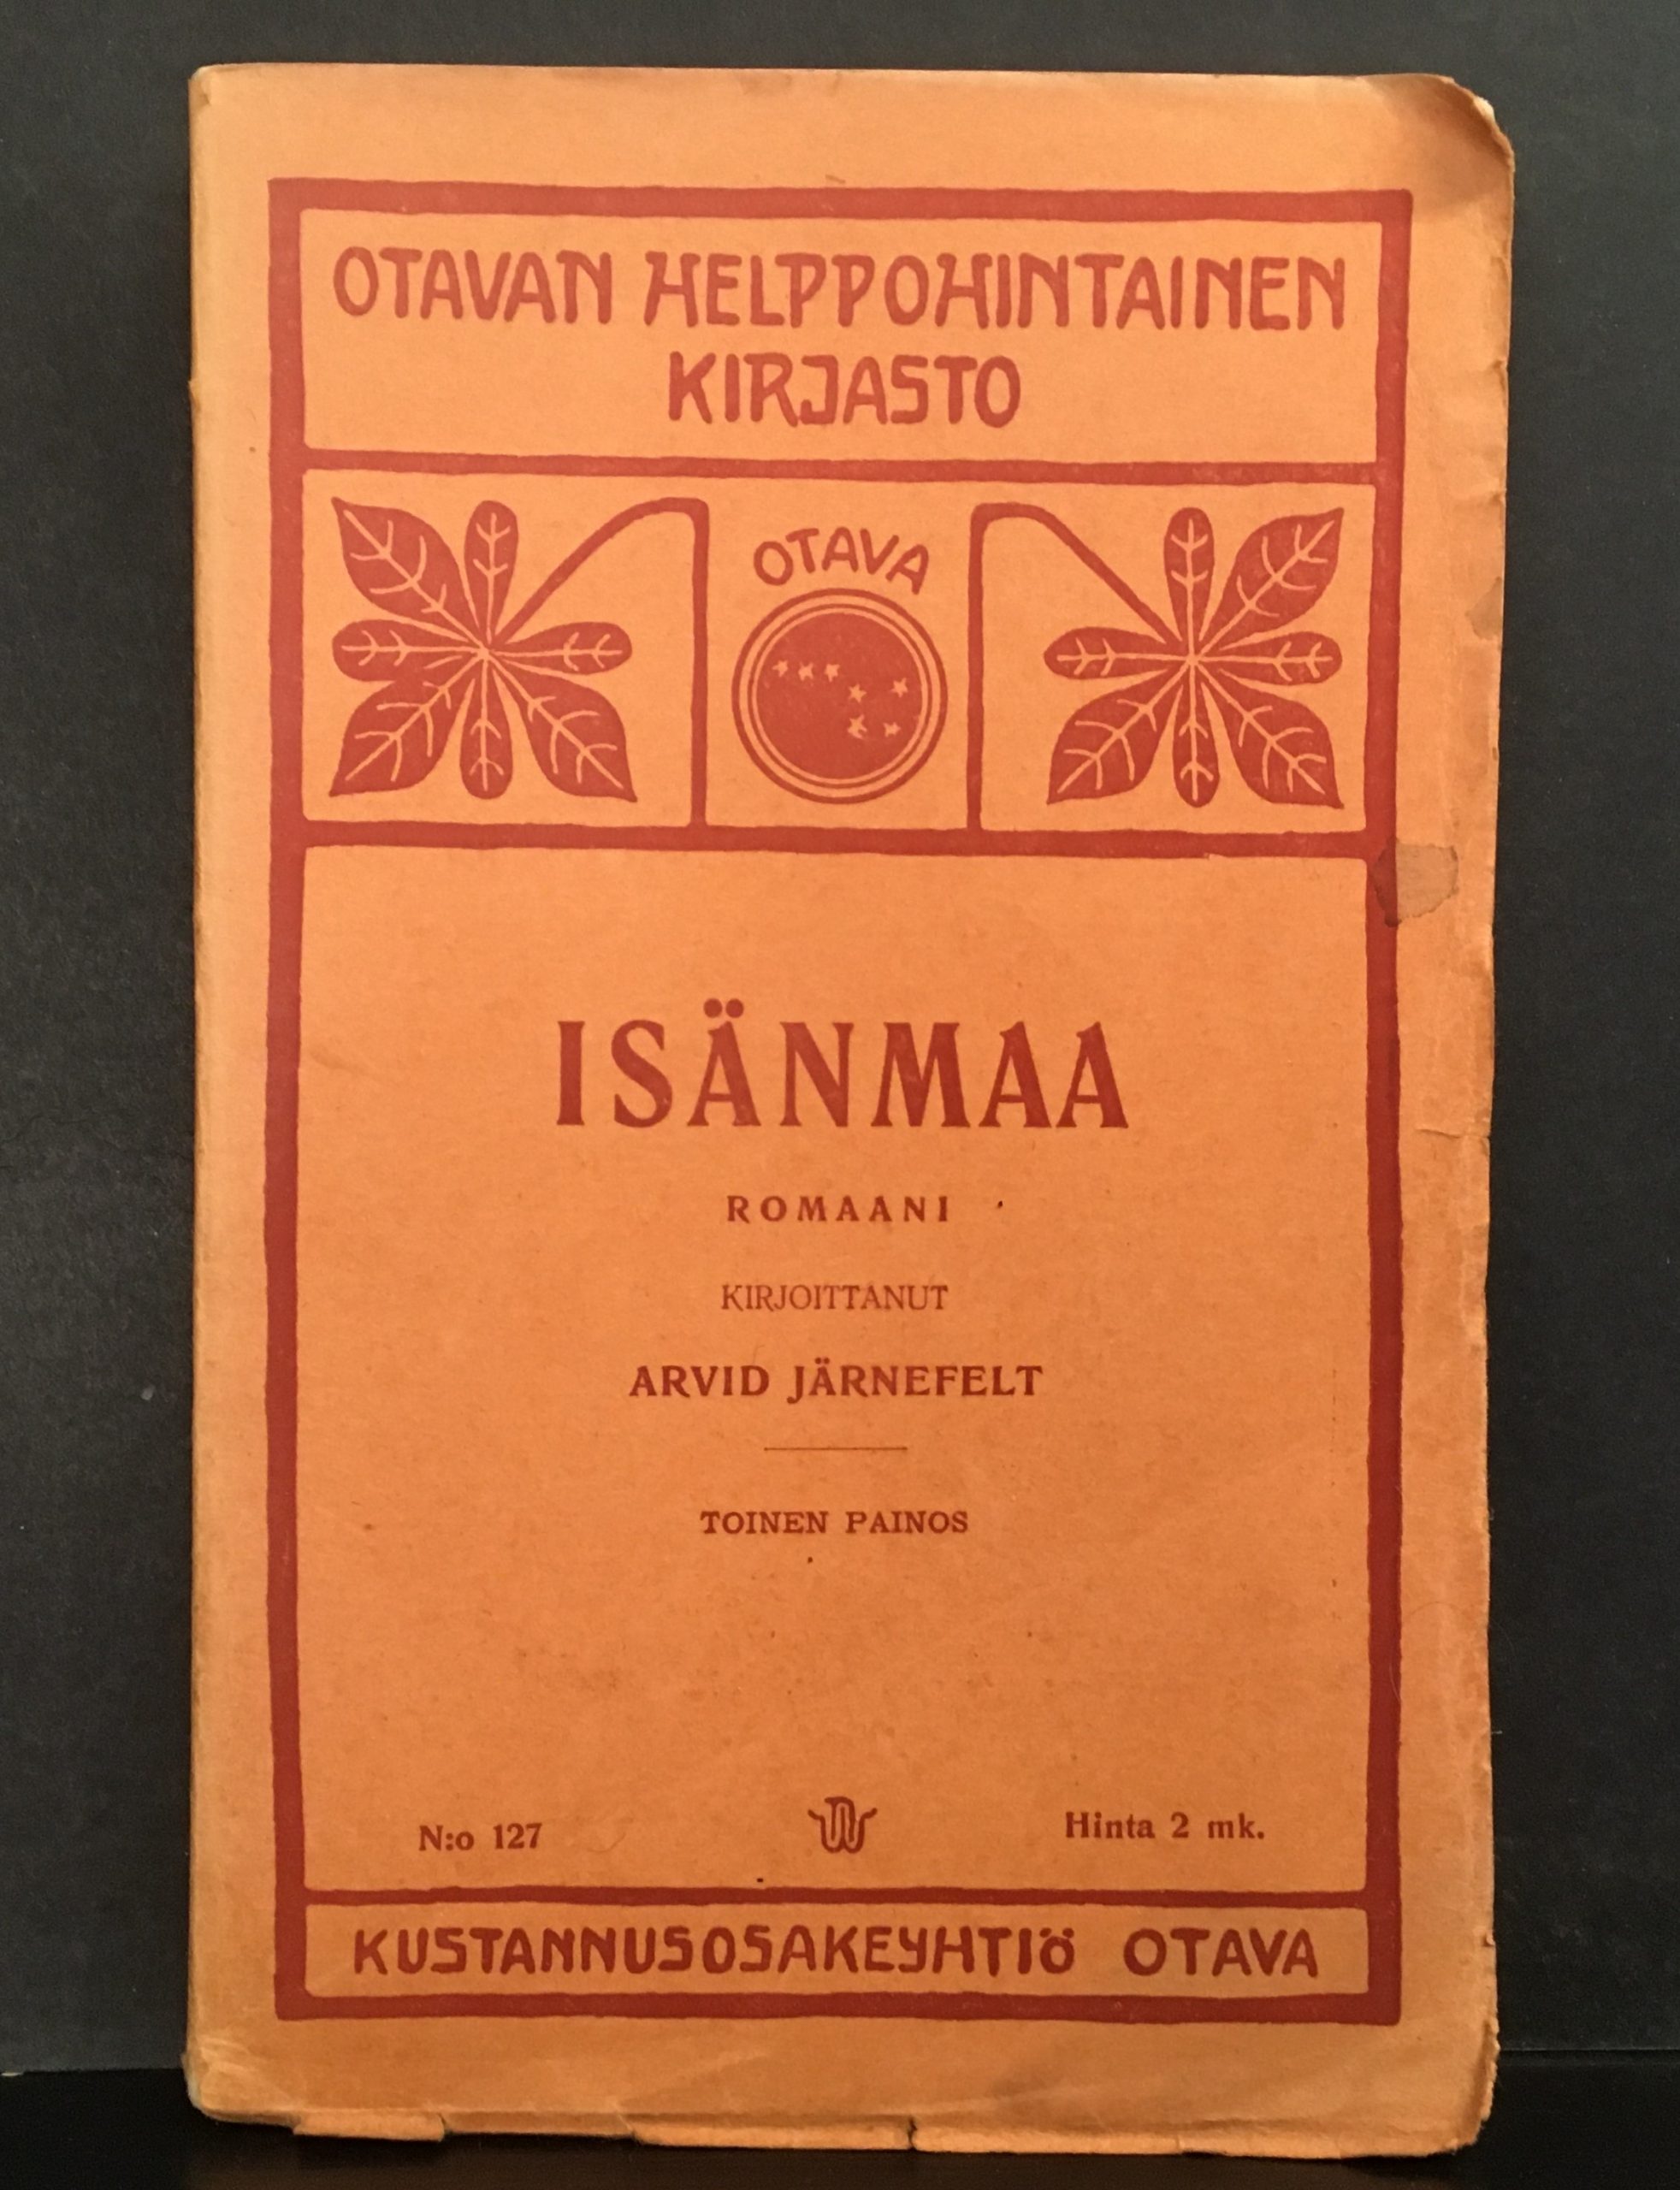 OTAVAN HELPPOHINTAINEN
KIRJASTO
OTAVA
ISÄNMAA
ROMAANI
KIRJOITTANUT
ARVID JÄRNEFELT
TOINEN PAINOS
N:o 127
Hinta 2 mk.
KUSTANNUSOSAKEYHTIÖ OTAVA